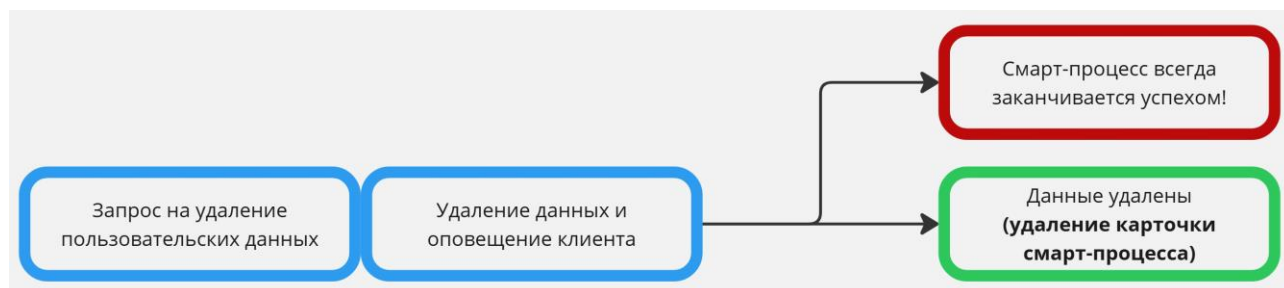 Смарт-процесс всегда
заканчивается успехом!
Запрос на удаление
пользовательских данных
Удаление данных и
оповещение клиента
Данные удалены
(удаление карточки
смарт-процесса)